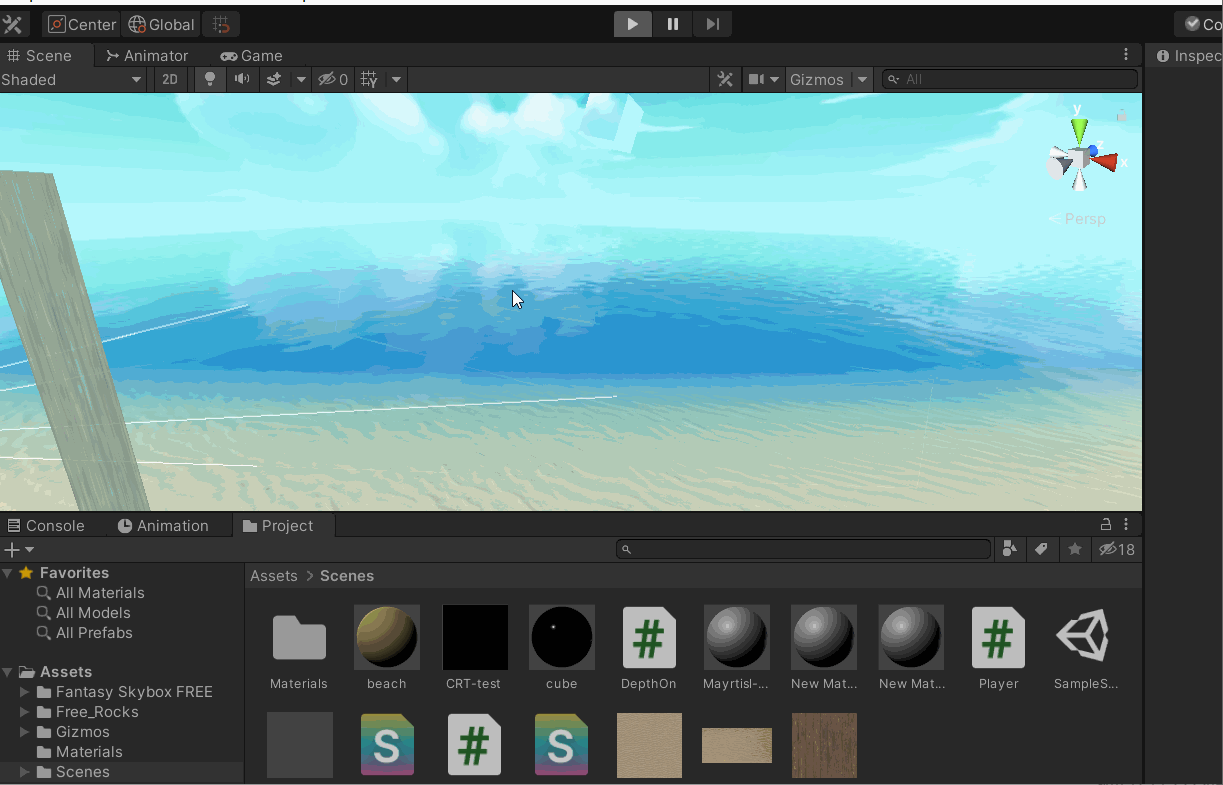 Center Global
Co
Scene Animator Game
Inspec
Shaded 2D 0 Gizmos All
y
z
x
Persp
Console Animation Project
18
Favorites
All Materials
All Models
All Prefabs
Assets
Fantasy Skybox FREE
Free_Rocks
Gizmos
Materials
Scenes
Assets > Scenes
Materials beach CRT-test cube DepthOn Mayrtisl-... New Mat... New Mat... Player SampleS...